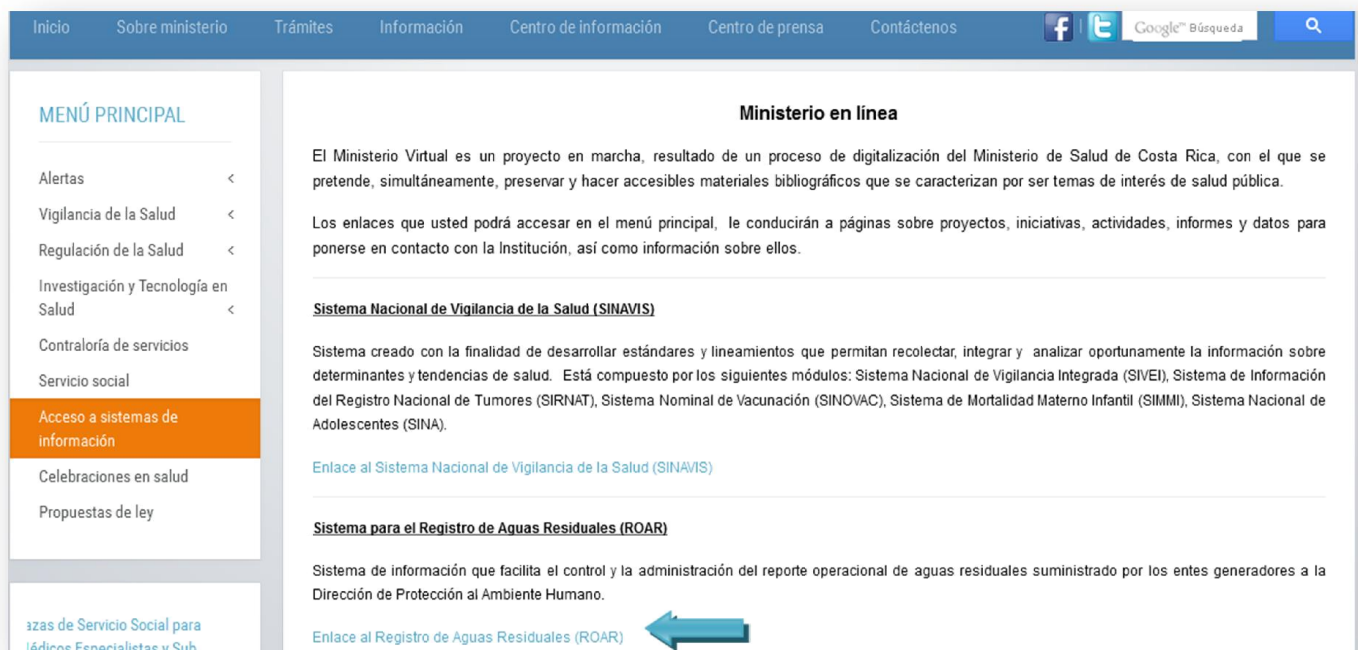 Inicio Sobre ministerio Trámites Información Centro de información Centro de prensa Contáctenos Google™ Búsqueda
MENÚ PRINCIPAL
Alertas
Vigilancia de la Salud
Regulación de la Salud
Investigación y Tecnología en
Salud
Contraloría de servicios
Servicio social
Acceso a sistemas de
información
Celebraciones en salud
Propuestas de ley
azas de Servicio Social para
édicos Especialistas y Sub
Ministerio en línea
El Ministerio Virtual es un proyecto en marcha, resultado de un proceso de digitalización del Ministerio de Salud de Costa Rica, con el que se
pretende, simultáneamente, preservar y hacer accesibles materiales bibliográficos que se caracterizan por ser temas de interés de salud pública.
Los enlaces que usted podrá accesar en el menú principal, le conducirán a páginas sobre proyectos, iniciativas, actividades, informes y datos para
ponerse en contacto con la Institución, así como información sobre ellos.
Sistema Nacional de Vigilancia de la Salud (SINAVIS)
Sistema creado con la finalidad de desarrollar estándares y lineamientos que permitan recolectar, integrar y analizar oportunamente la información sobre
determinantes y tendencias de salud. Está compuesto por los siguientes módulos: Sistema Nacional de Vigilancia Integrada (SIVEI), Sistema de Información
del Registro Nacional de Tumores (SIRNAT), Sistema Nominal de Vacunación (SINOVAC), Sistema de Mortalidad Materno Infantil (SIMMI), Sistema Nacional de
Adolescentes (SINA).
Enlace al Sistema Nacional de Vigilancia de la Salud (SINAVIS)
Sistema para el Registro de Aguas Residuales (ROAR)
Sistema de información que facilita el control y la administración del reporte operacional de aguas residuales suministrado por los entes generadores a la
Dirección de Protección al Ambiente Humano.
Enlace al Registro de Aguas Residuales (ROAR)